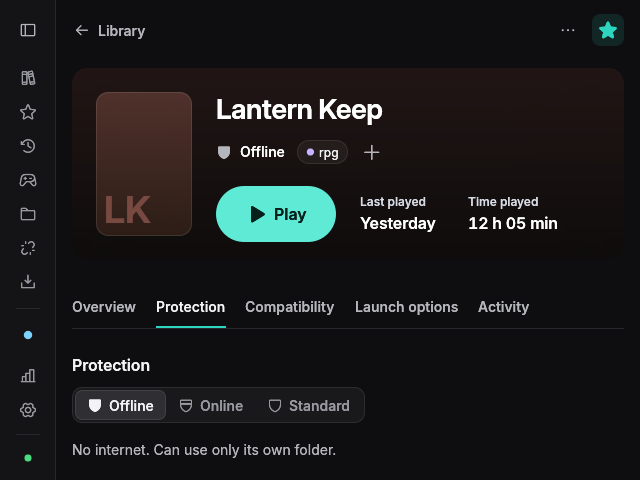 Library
LK
Lantern Keep
Offline
rpg
Play
Last played
Yesterday
Time played
12 h 05 min
Overview
Protection
Compatibility
Launch options
Activity
Protection
Offline
Online
Standard
No internet. Can use only its own folder.